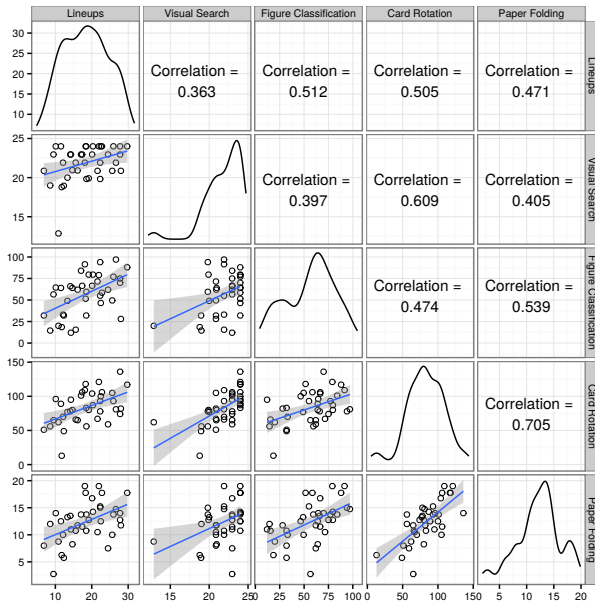 Lineups Visual Search Figure Classification Card Rotation Paper Folding
30
25
20
15
10
Correlation = 0.363
Correlation = 0.512
Correlation = 0.505
Correlation = 0.471
Lineups
25
20
15
Correlation = 0.397
Correlation = 0.609
Correlation = 0.405
Visual Search
100
75
50
25
0
Correlation = 0.474
Correlation = 0.539
Figure Classification
150
100
50
0
Correlation = 0.705
Card Rotation
20
15
10
5
Paper Folding
10 20 30 15 20 25 0 25 50 75 100 0 50 100 150 5 10 15 20